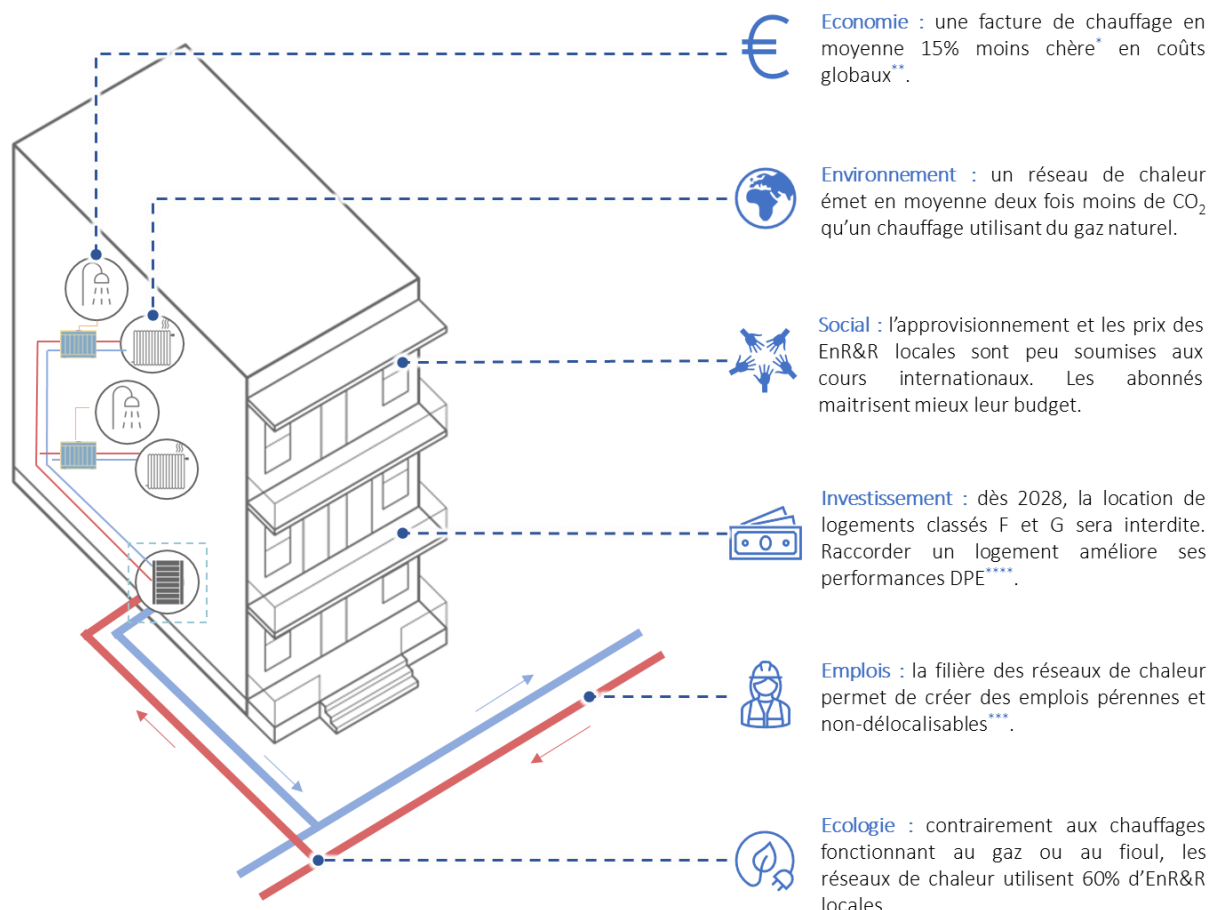 Economie : une facture de chauffage en
moyenne 15% moins chère* en coûts
globaux**.
Environnement : un réseau de chaleur
émet en moyenne deux fois moins de CO₂
qu’un chauffage utilisant du gaz naturel.
Social : l’approvisionnement et les prix des
EnR&R locales sont peu soumises aux
cours internationaux. Les abonnés
maitrisent mieux leur budget.
Investissement : dès 2028, la location de
logements classés F et G sera interdite.
Raccorder un logement améliore ses
performances DPE****.
Emplois : la filière des réseaux de chaleur
permet de créer des emplois pérennes et
non-délocalisables***.
Ecologie : contrairement aux chauffages
fonctionnant au gaz ou au fioul, les
réseaux de chaleur utilisent 60% d’EnR&R
locales